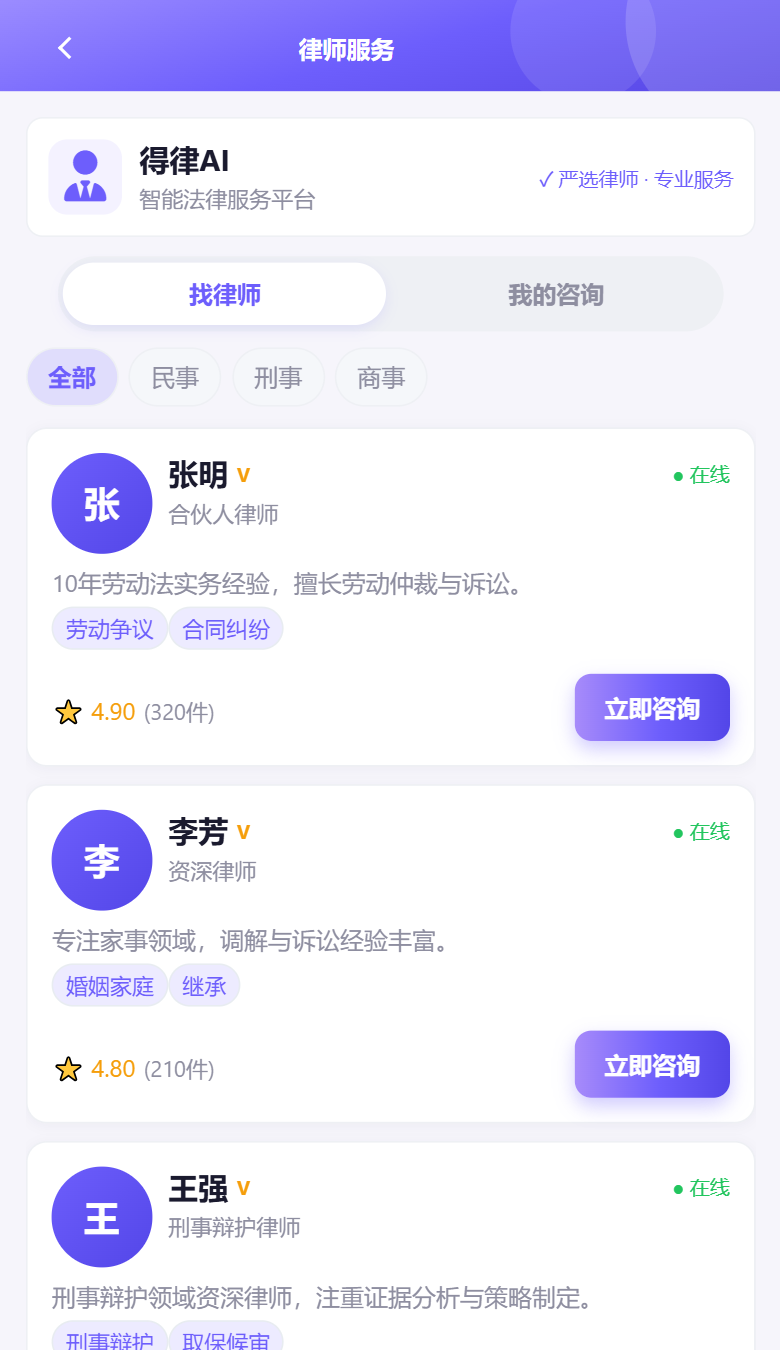 律师服务
得律AI
智能法律服务平台
✓ 严选律师 · 专业服务
找律师 我的咨询
全部 民事 刑事 商事
张 张明 V
● 在线
合伙人律师
10年劳动法实务经验，擅长劳动仲裁与诉讼。
劳动争议 合同纠纷
4.90 (320件) 立即咨询
李 李芳 V
● 在线
资深律师
专注家事领域，调解与诉讼经验丰富。
婚姻家庭 继承
4.80 (210件) 立即咨询
王 王强 V
● 在线
刑事辩护律师
刑事辩护领域资深律师，注重证据分析与策略制定。
刑事辩护 取保候审